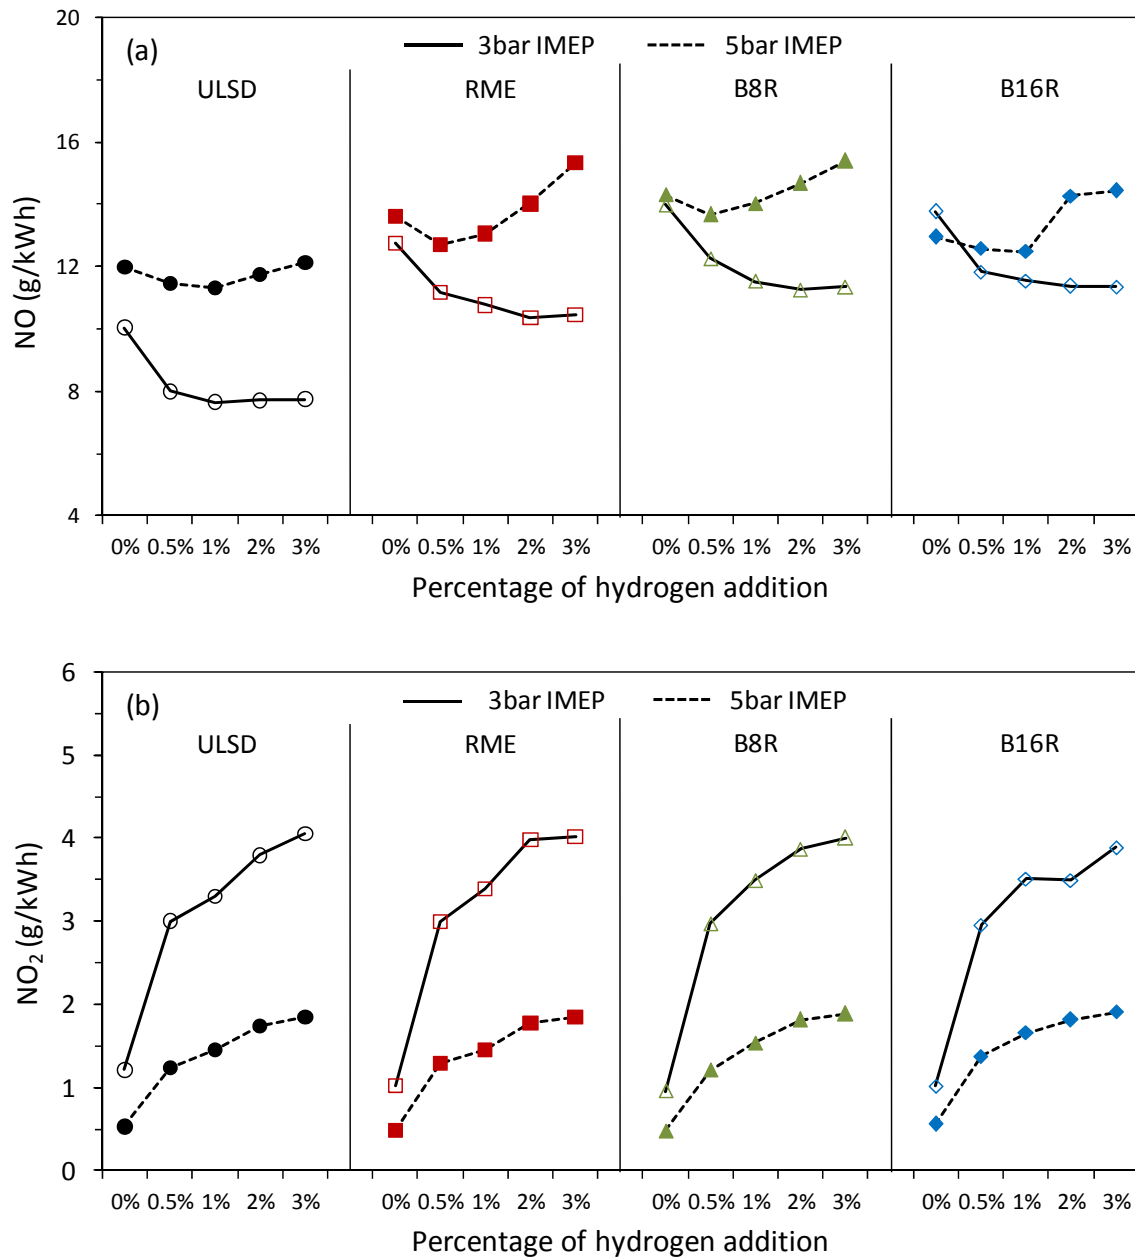 20
(a)
3bar IMEP
5bar IMEP
ULSD
RME
B8R
B16R
16
12
8
4
NO (g/kWh)
0% 0.5% 1% 2% 3% 0% 0.5% 1% 2% 3% 0% 0.5% 1% 2% 3% 0% 0.5% 1% 2% 3%
Percentage of hydrogen addition
6
(b)
3bar IMEP
5bar IMEP
ULSD
RME
B8R
B16R
5
4
3
2
1
0
NO₂ (g/kWh)
0% 0.5% 1% 2% 3% 0% 0.5% 1% 2% 3% 0% 0.5% 1% 2% 3% 0% 0.5% 1% 2% 3%
Percentage of hydrogen addition